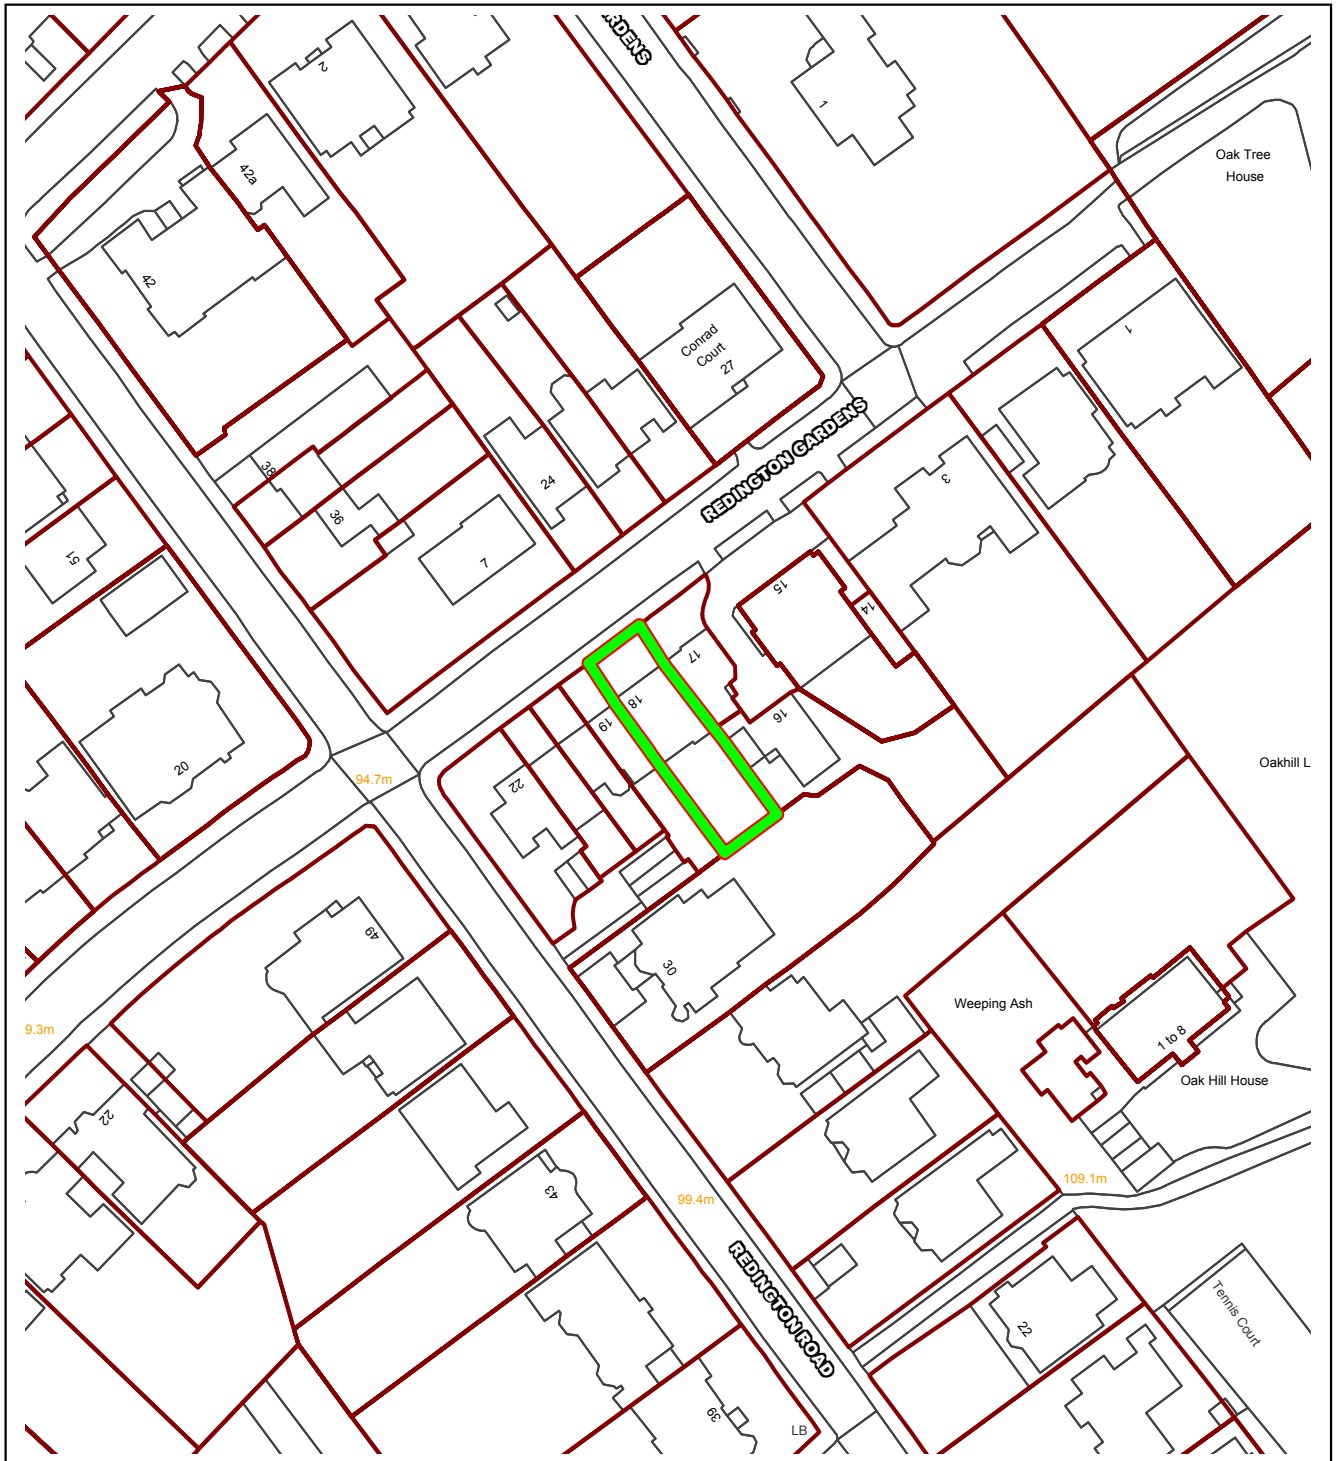 RDENS
2
1
Oak Tree
House
42a
42
Conrad
Court
27
1
REDINGTON GARDENS
38
36
24
7
3
51
15
14
17
18
19
16
22
20
94.7m
Oakhill L
49
30
9.3m
Weeping Ash
1 to 8
Oak Hill House
22
109.1m
99.4m
43
REDINGTON ROAD
22
Tennis Court
39
LB